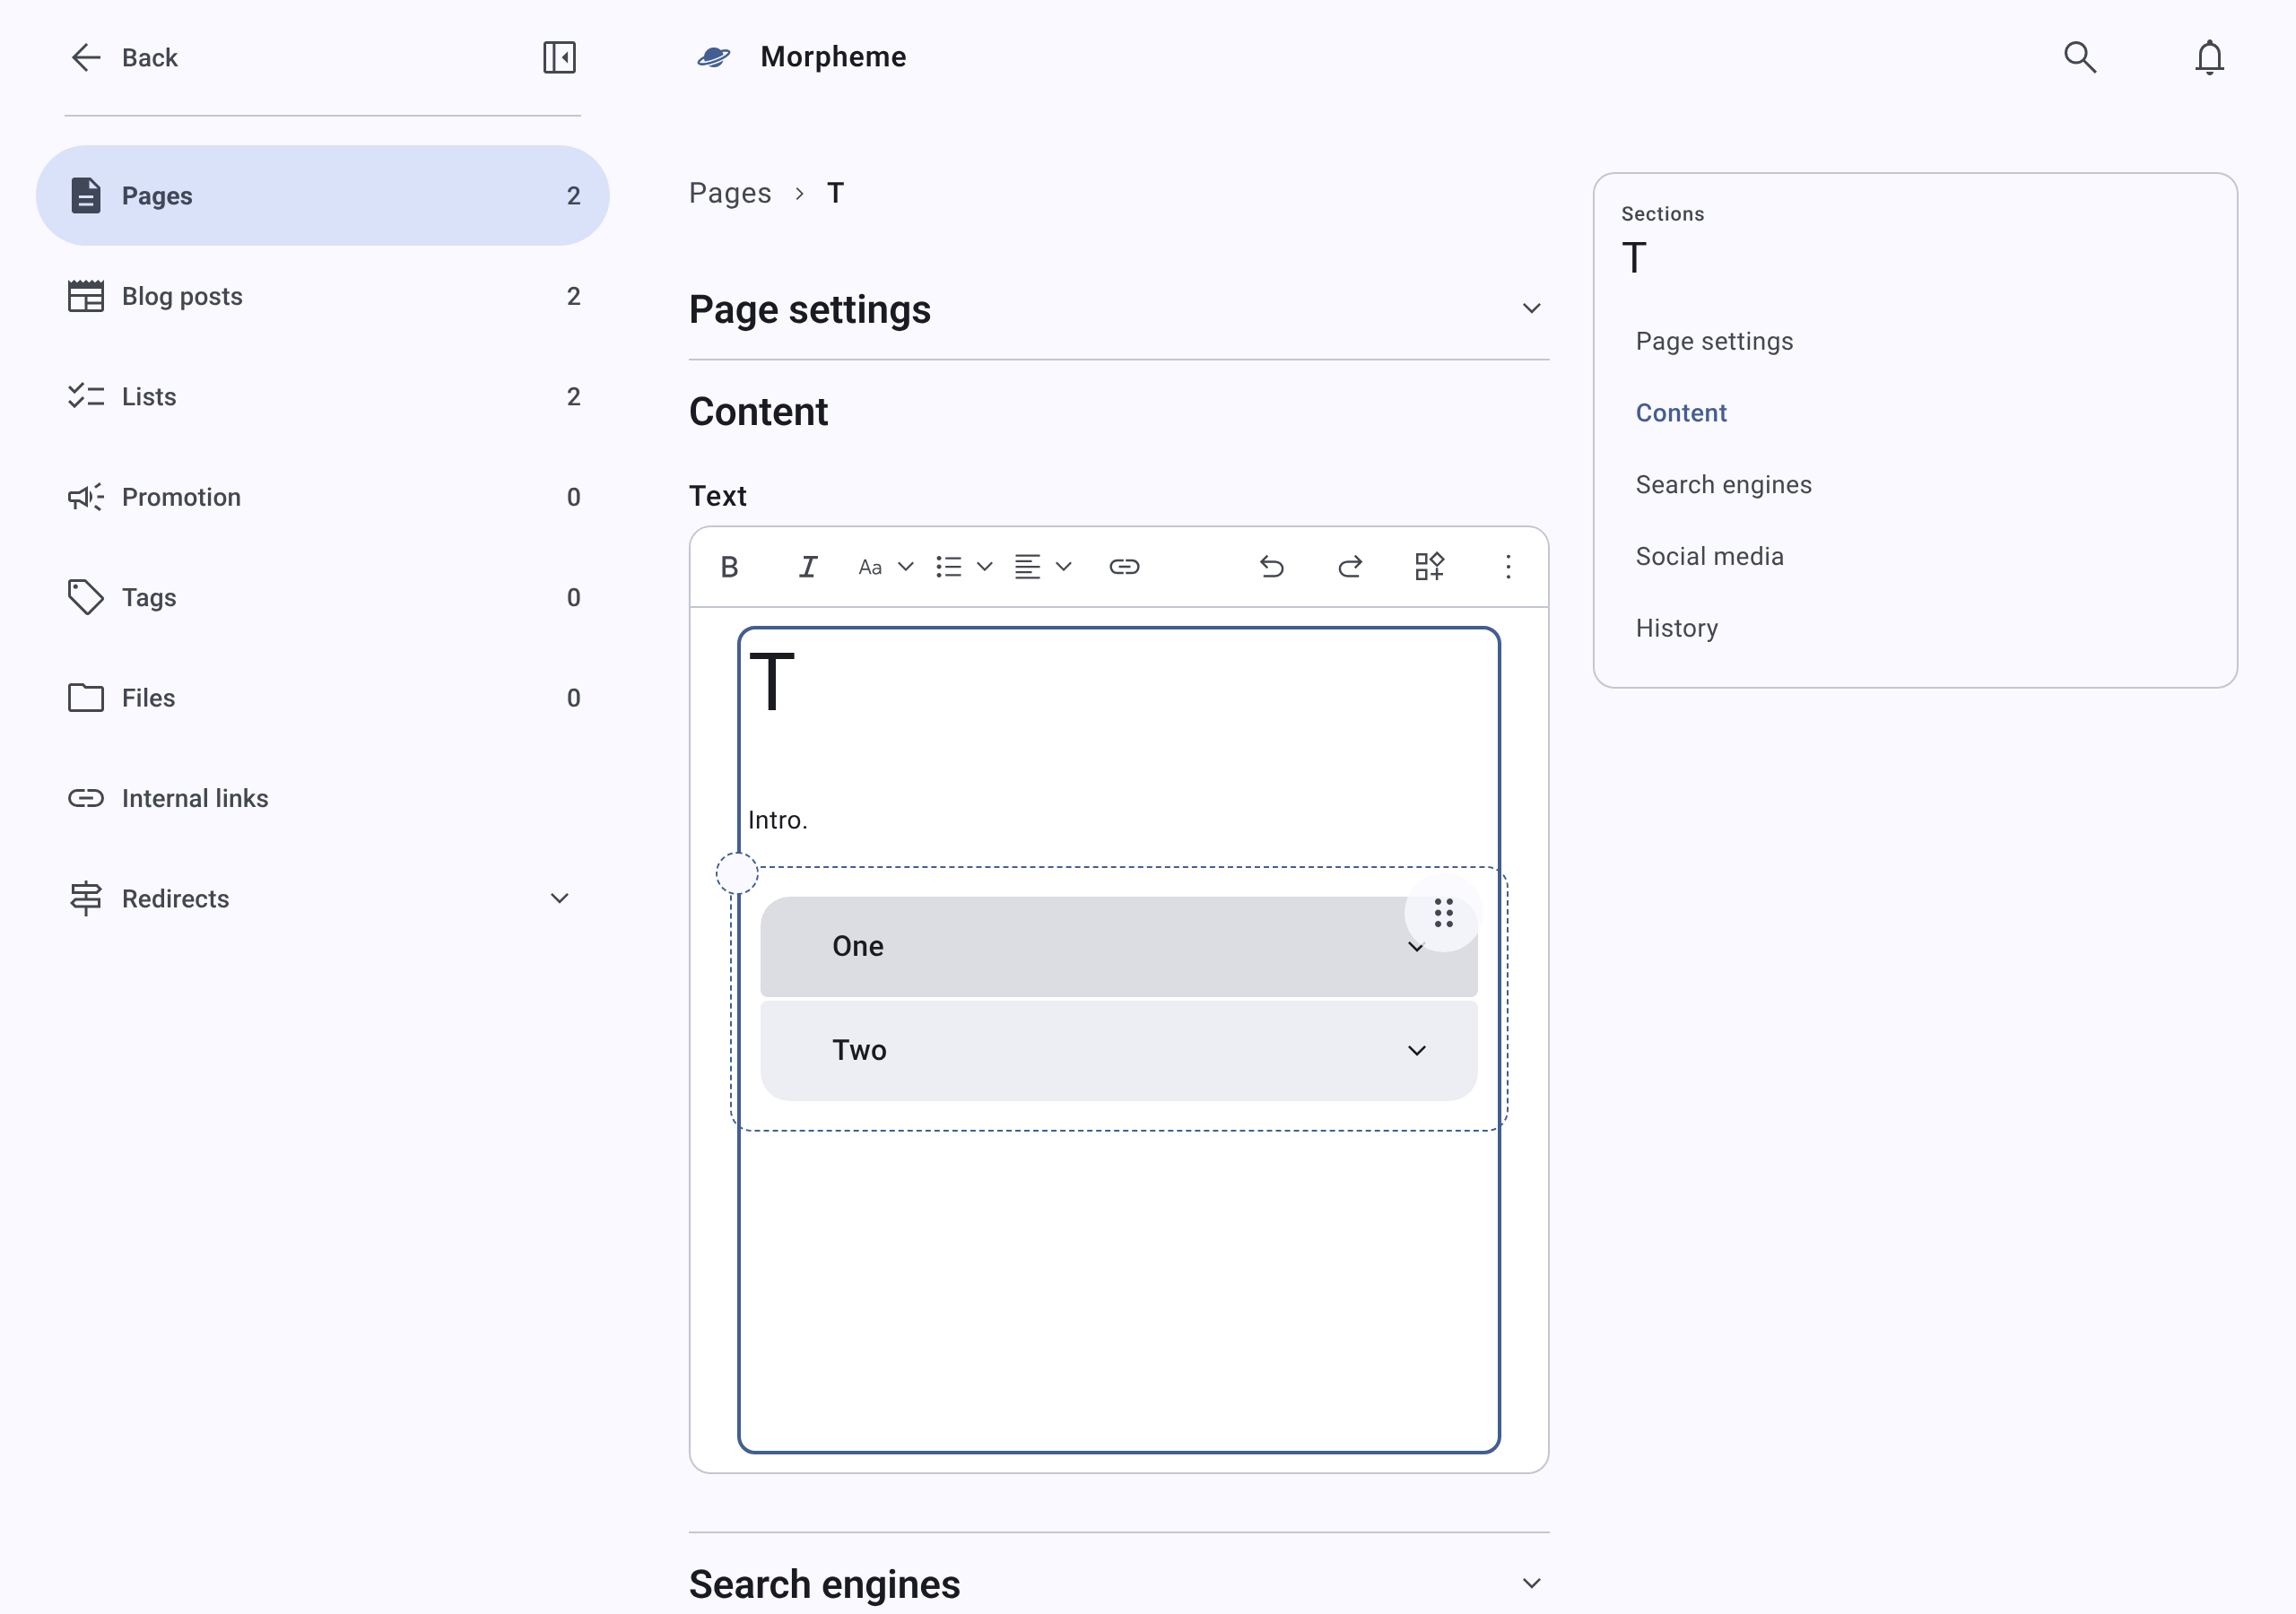 Back
Morpheme
Pages 2
Blog posts 2
Lists 2
Promotion 0
Tags 0
Files 0
Internal links
Redirects
Pages > T
Page settings
Content
Text
B I Aa
T
Intro.
One
Two
Search engines
Sections
T
Page settings
Content
Search engines
Social media
History